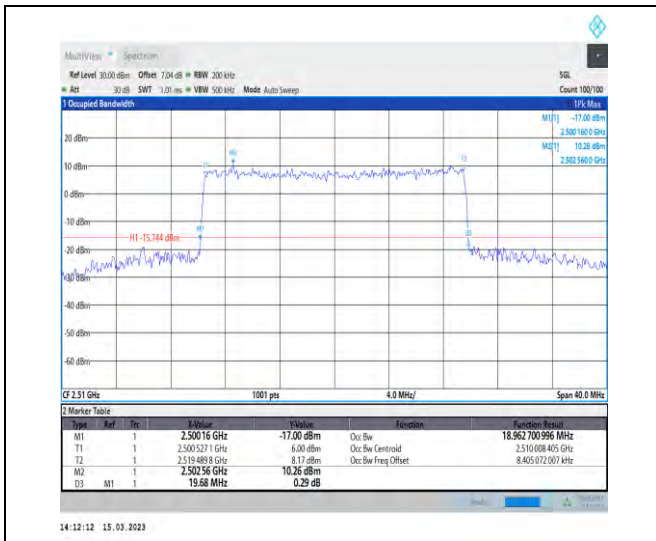 MultiView Spectrum
Ref Level 30.00 dBm Offset 7.04 dB RBW 200 kHz SGL
Att 30 dB SWT 1.01 ms VBW 500 kHz Mode Auto Sweep Count 100/100
1 Occupied Bandwidth 1Pk Max
M1[1] -17.00 dBm
2.500 160 0 GHz
M2[1] 10.26 dBm
2.502 560 0 GHz
20 dBm
M2
T1 T2
10 dBm
0 dBm
-10 dBm
M1
H1 -15.744 dBm
D3
-20 dBm
-30 dBm
-40 dBm
-50 dBm
-60 dBm
CF 2.51 GHz 1001 pts 4.0 MHz/ Span 40.0 MHz
2 Marker Table
Type Ref Trc X-Value Y-Value Function Function Result
M1 1 2.500 16 GHz -17.00 dBm Occ Bw 18.962 700 996 MHz
T1 1 2.500 527 1 GHz 6.00 dBm Occ Bw Centroid 2.510 008 405 GHz
T2 1 2.519 489 8 GHz 8.17 dBm Occ Bw Freq Offset 8.405 072 007 kHz
M2 1 2.502 56 GHz 10.26 dBm
D3 M1 1 19.68 MHz 0.29 dB
14:12:12 15.03.2023